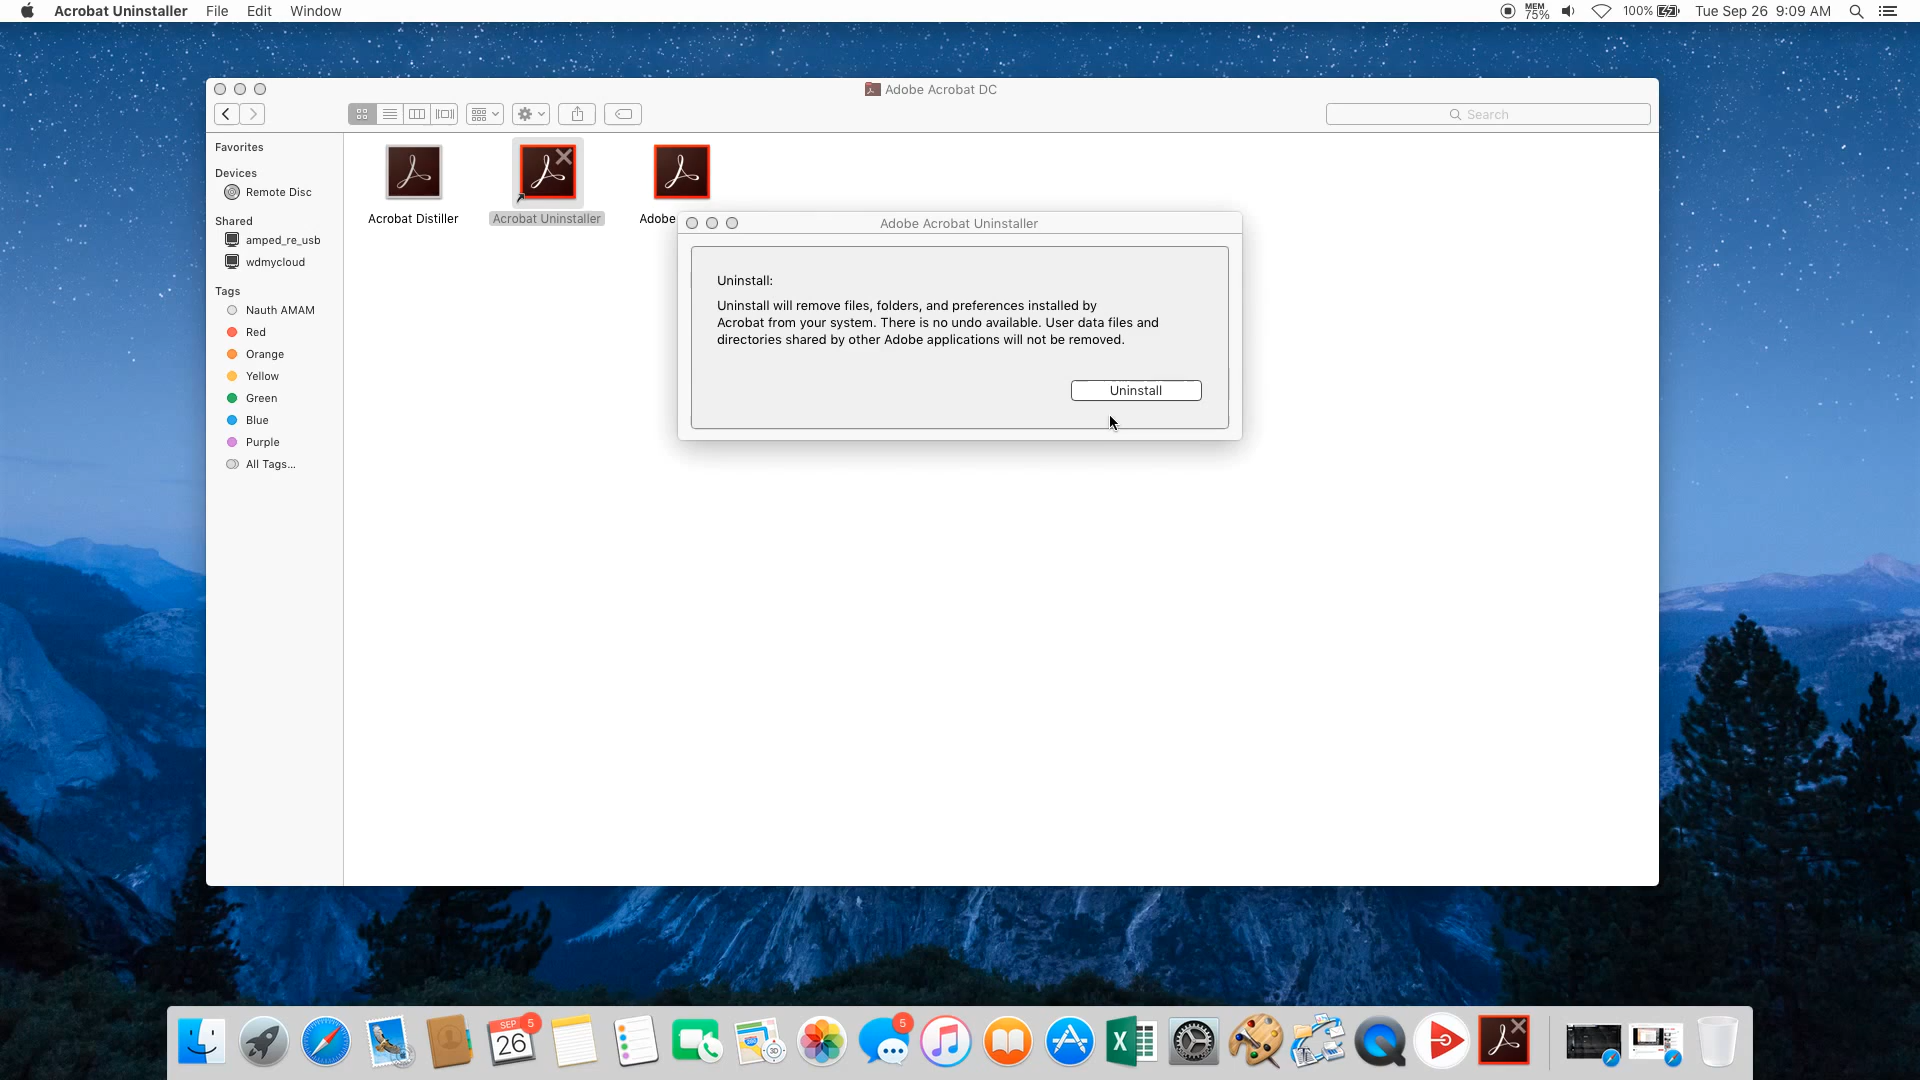 Acrobat Uninstaller File Edit Window
MEM 75% 100% Tue Sep 26 9:09 AM
Adobe Acrobat DC
Search
Favorites
Devices
Remote Disc
Shared
amped_re_usb
wdmycloud
Tags
Nauth AMAM
Red
Orange
Yellow
Green
Blue
Purple
All Tags...
Acrobat Distiller
Acrobat Uninstaller
Adobe
Adobe Acrobat Uninstaller
Uninstall:
Uninstall will remove files, folders, and preferences installed by
Acrobat from your system. There is no undo available. User data files and
directories shared by other Adobe applications will not be removed.
Uninstall
SEP
26
5
3D
5